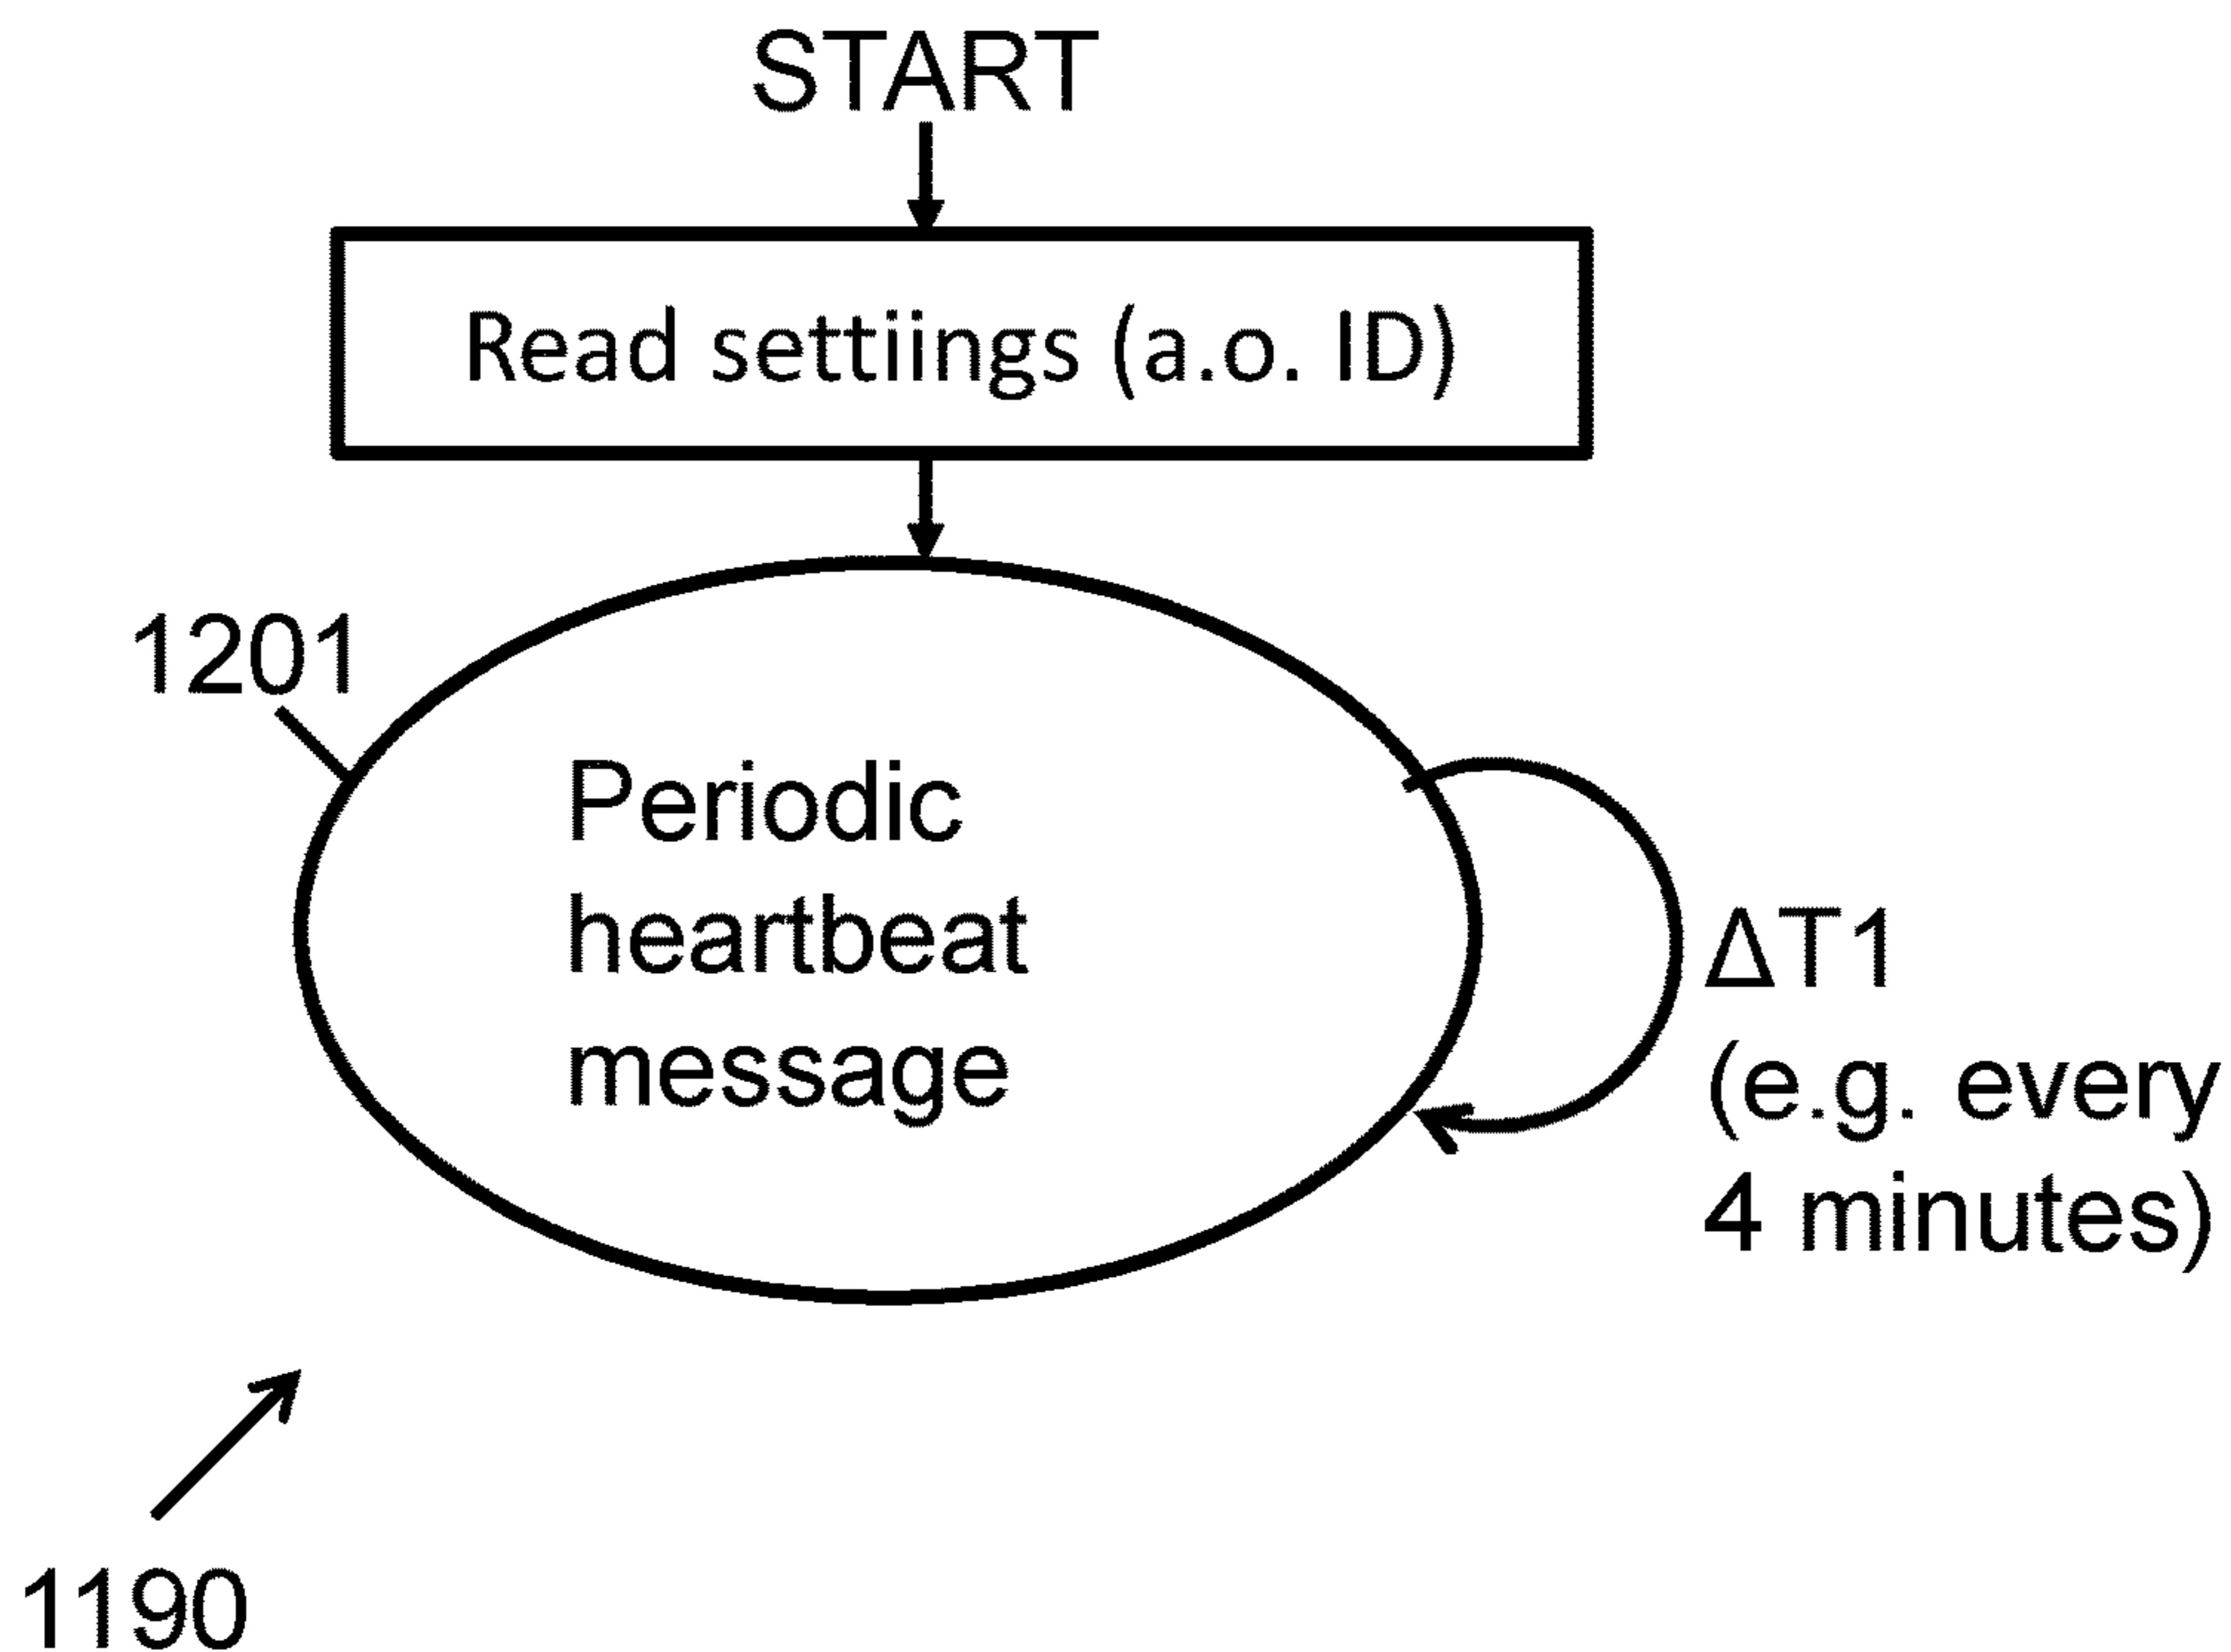 START
Read settiings (a.o. ID)
1201
Periodic
heartbeat
message
ΔT1
(e.g. every
4 minutes)
1190